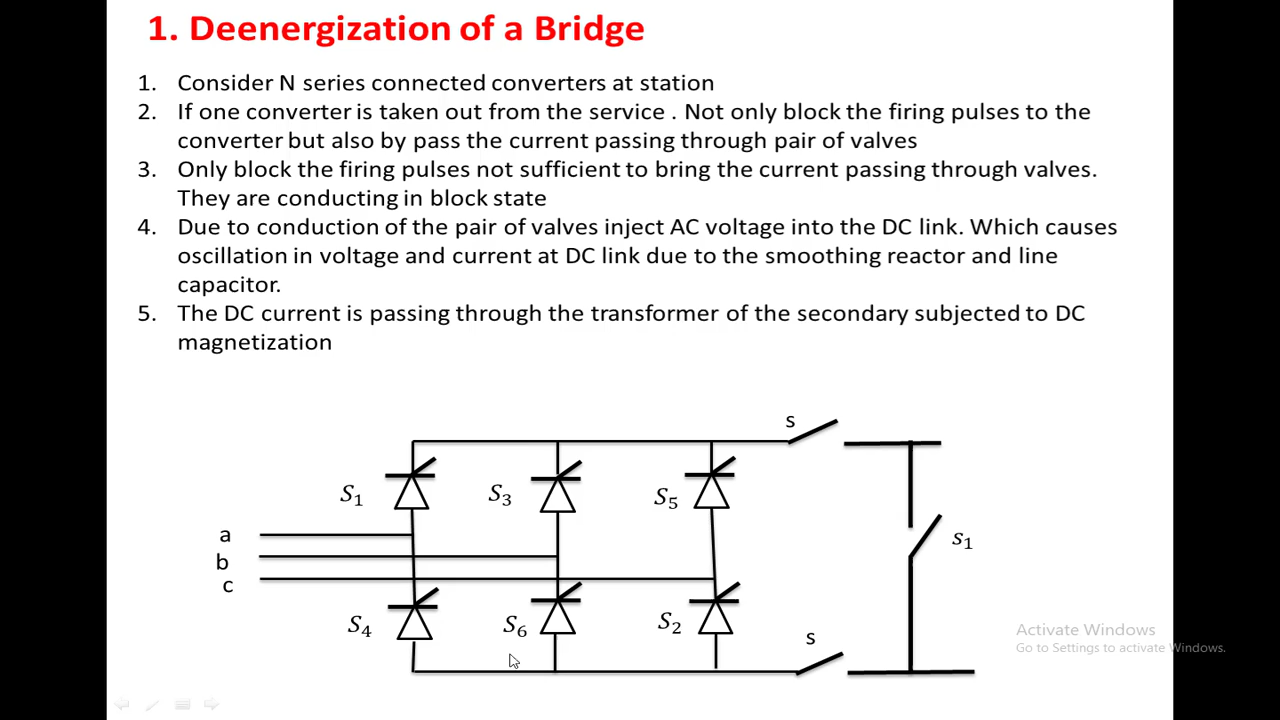 1. Deenergization of a Bridge
1. Consider N series connected converters at station
2. If one converter is taken out from the service . Not only block the firing pulses to the
converter but also by pass the current passing through pair of valves
3. Only block the firing pulses not sufficient to bring the current passing through valves.
They are conducting in block state
4. Due to conduction of the pair of valves inject AC voltage into the DC link. Which causes
oscillation in voltage and current at DC link due to the smoothing reactor and line
capacitor.
5. The DC current is passing through the transformer of the secondary subjected to DC
magnetization
s
S₁
S₃
S₅
a
b
c
s₁
S₄
S₆
S₂
s
Activate Windows
Go to Settings to activate Windows.